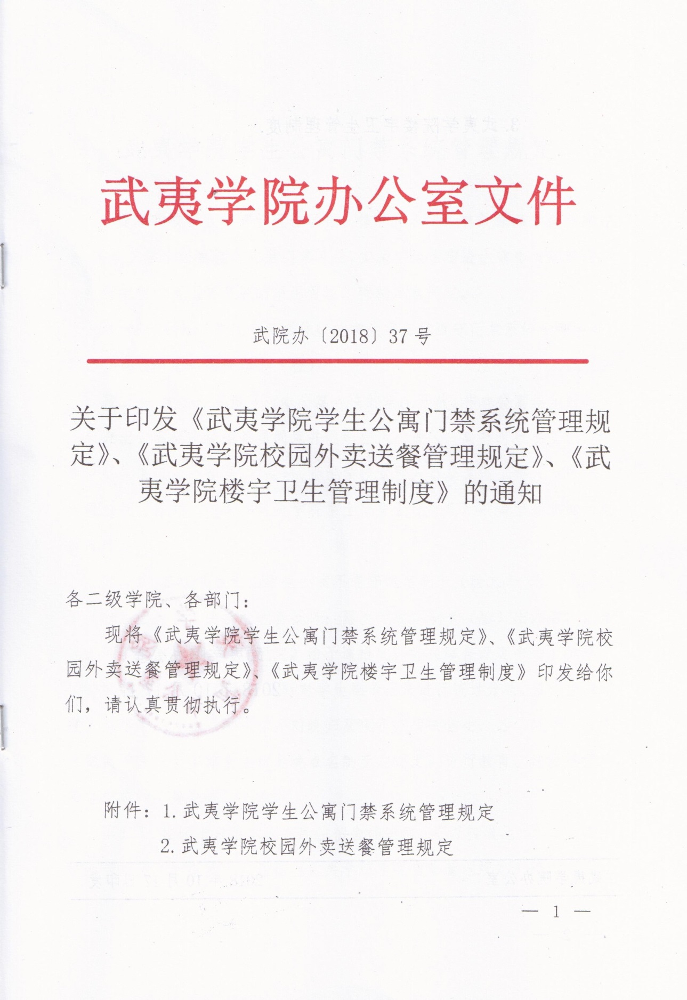 武夷学院办公室文件
武院办〔2018〕37 号
关于印发《武夷学院学生公寓门禁系统管理规
定》、《武夷学院校园外卖送餐管理规定》、《武
夷学院楼宇卫生管理制度》的通知
各二级学院、各部门：
现将《武夷学院学生公寓门禁系统管理规定》、《武夷学院校
园外卖送餐管理规定》、《武夷学院楼宇卫生管理制度》印发给你
们，请认真贯彻执行。
附件：1.武夷学院学生公寓门禁系统管理规定
2.武夷学院校园外卖送餐管理规定
— 1 —